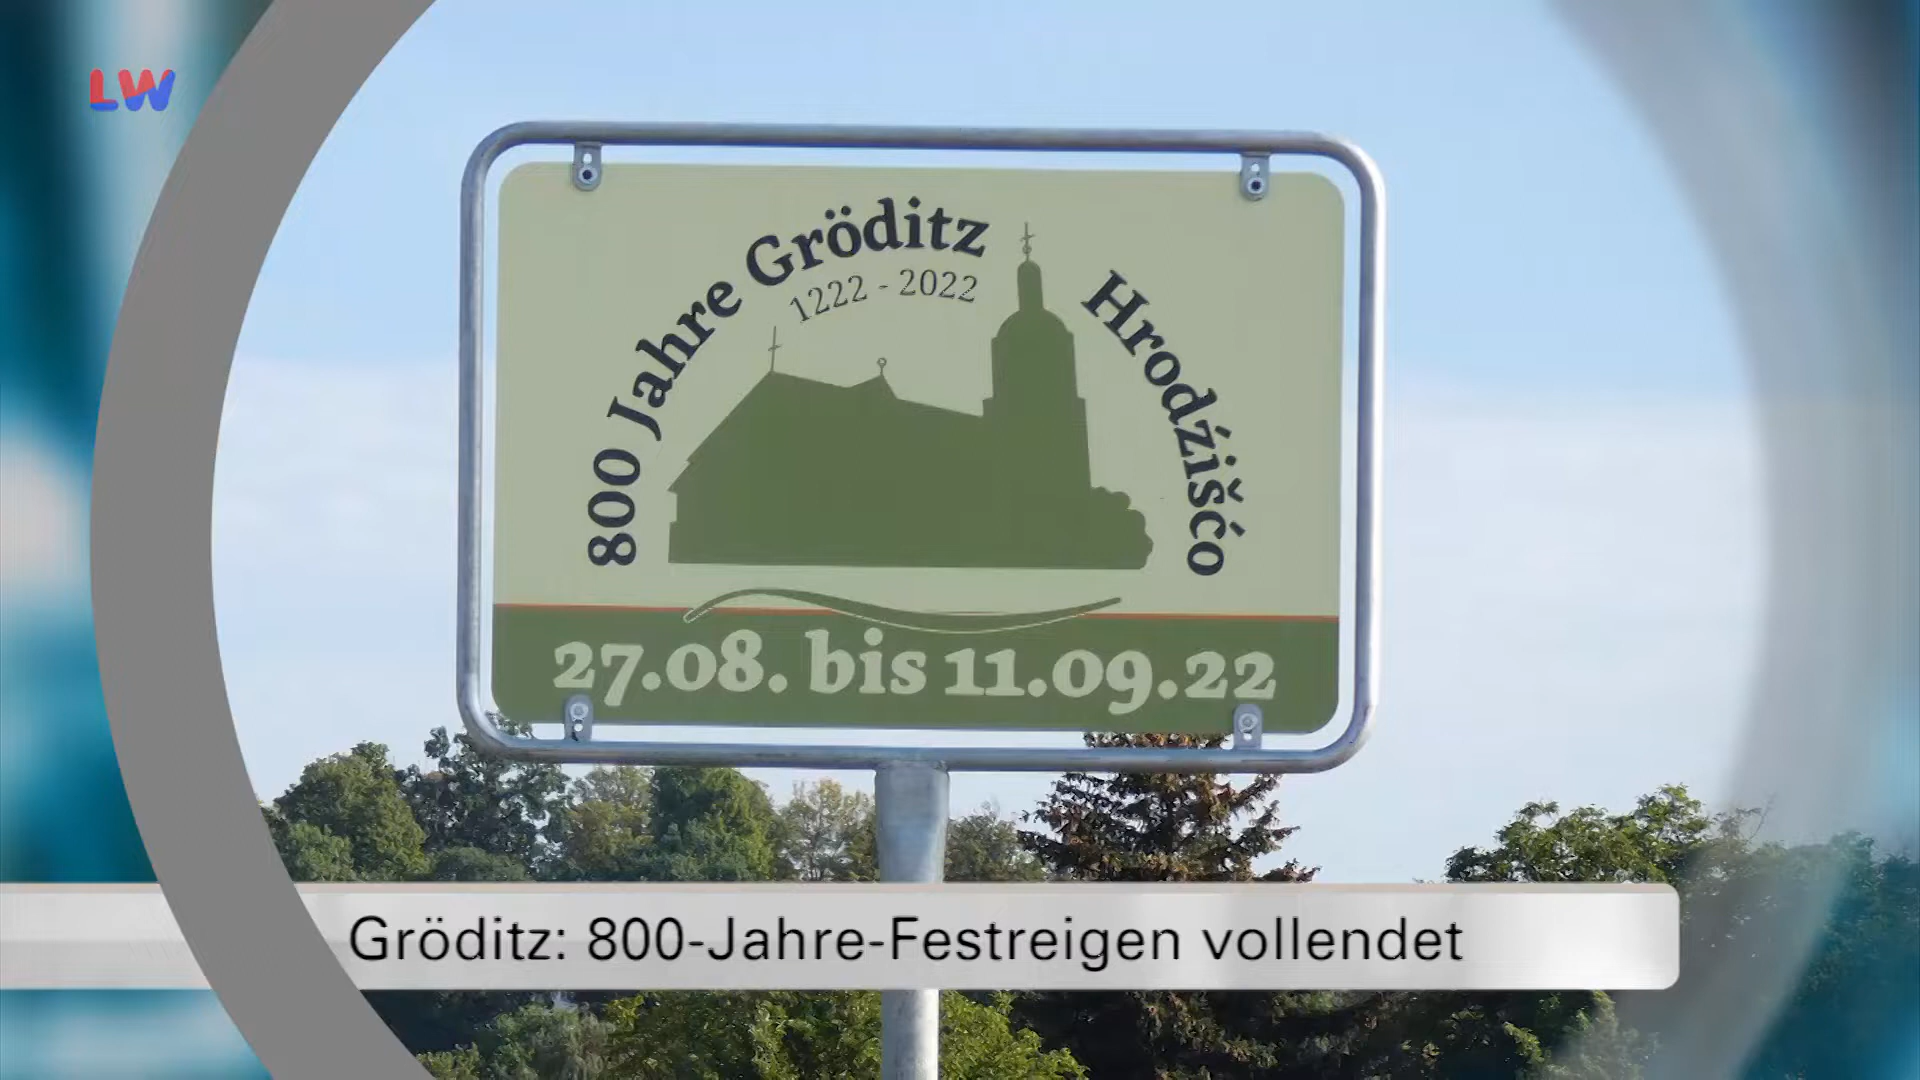 LW
800 Jahre Gröditz
1222 - 2022
Hrodźišćo
27.08. bis 11.09.22
Gröditz: 800-Jahre-Festreigen vollendet